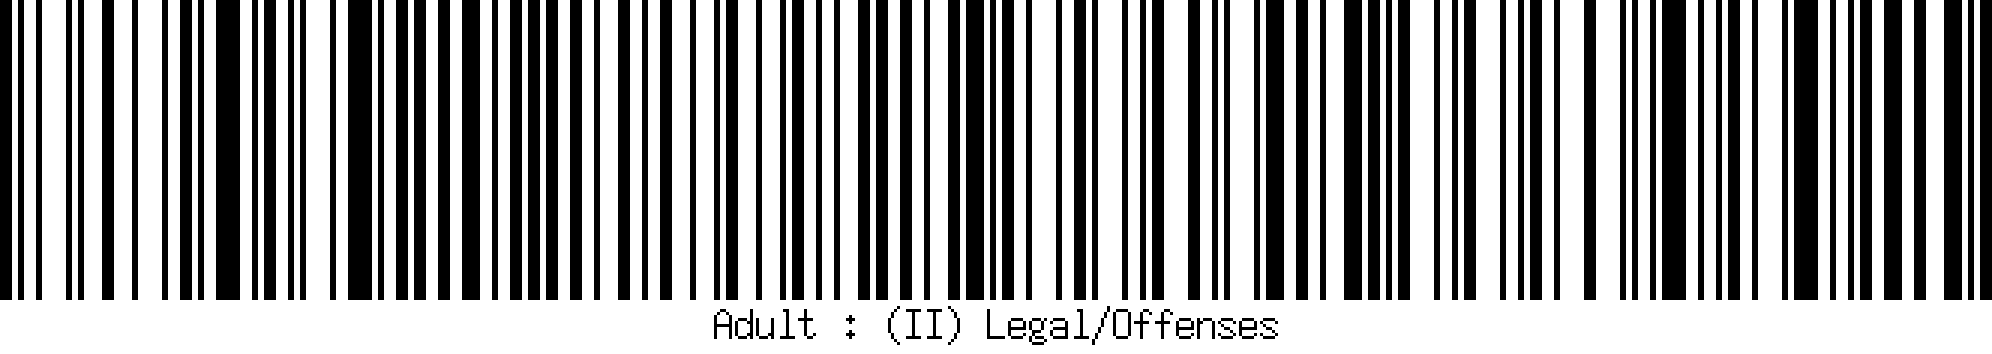 Adult : (II) Legal/Offenses